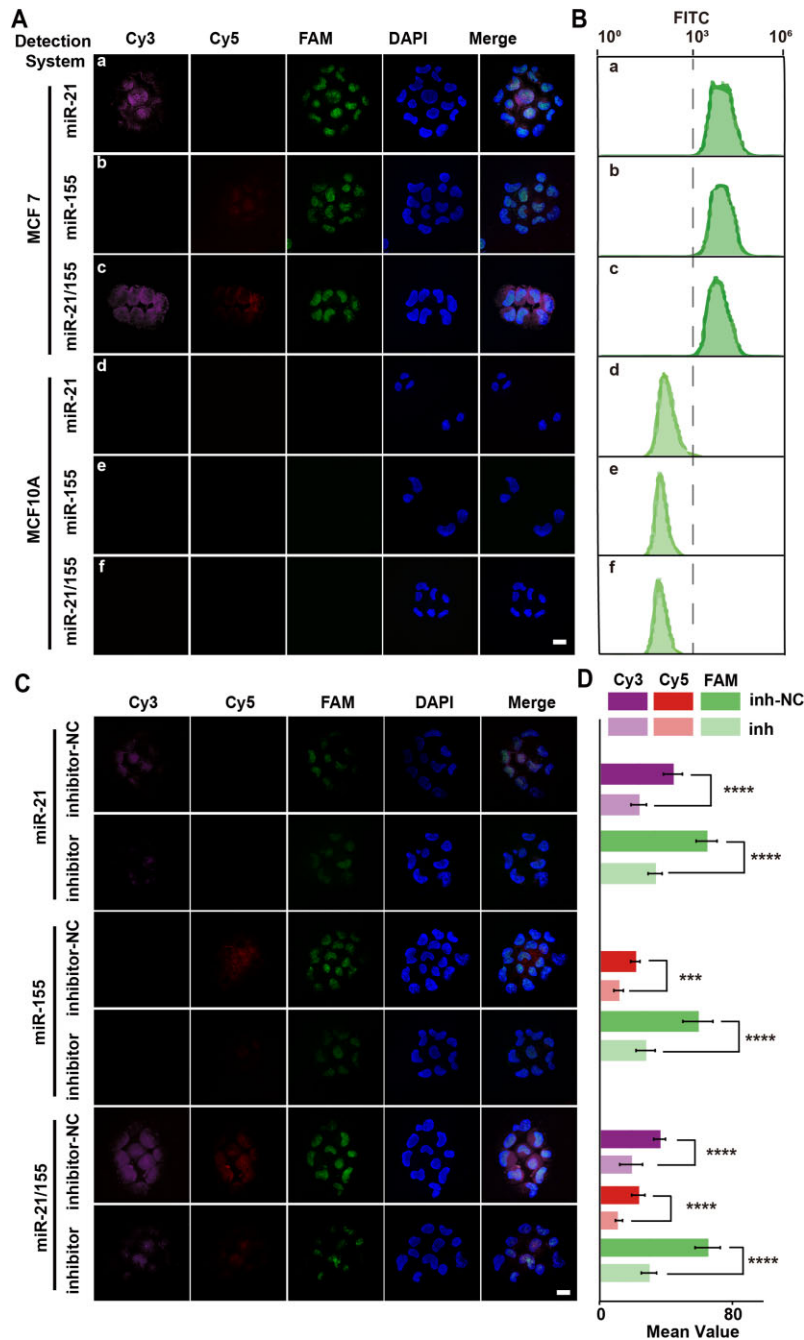 A
B
Detection System
Cy3 Cy5 FAM DAPI Merge
FITC
10⁰ 10³ 10⁶
MCF 7
a
miR-21
b
miR-155
c
miR-21/155
MCF10A
d
miR-21
e
miR-155
f
miR-21/155
a
b
c
d
e
f
C
Cy3 Cy5 FAM DAPI Merge
miR-21
inhibitor-NC
inhibitor
miR-155
inhibitor-NC
inhibitor
miR-21/155
inhibitor-NC
inhibitor
D
Cy3 Cy5 FAM
inh-NC
inh
****
****
***
****
****
****
****
0 80
Mean Value